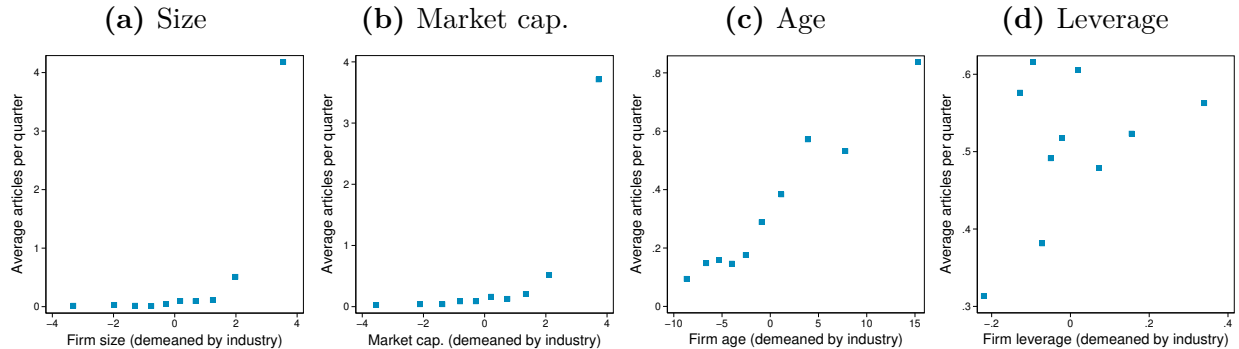 (a) Size
Average articles per quarter
4
3
2
1
0
−4 −2 0 2 4
Firm size (demeaned by industry)
(b) Market cap.
Average articles per quarter
4
3
2
1
0
−4 −2 0 2 4
Market cap. (demeaned by industry)
(c) Age
Average articles per quarter
.8
.6
.4
.2
0
−10 −5 0 5 10 15
Firm age (demeaned by industry)
(d) Leverage
Average articles per quarter
.6
.5
.4
.3
−.2 0 .2 .4
Firm leverage (demeaned by industry)